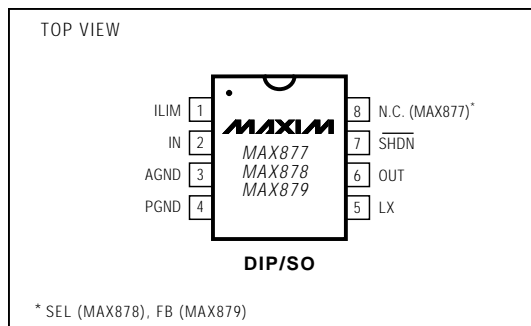 TOP VIEW
ILIM 1
IN 2
AGND 3
PGND 4
MAXIM
MAX877
MAX878
MAX879
8 N.C. (MAX877)*
7 SHDN
6 OUT
5 LX
DIP/SO
* SEL (MAX878), FB (MAX879)